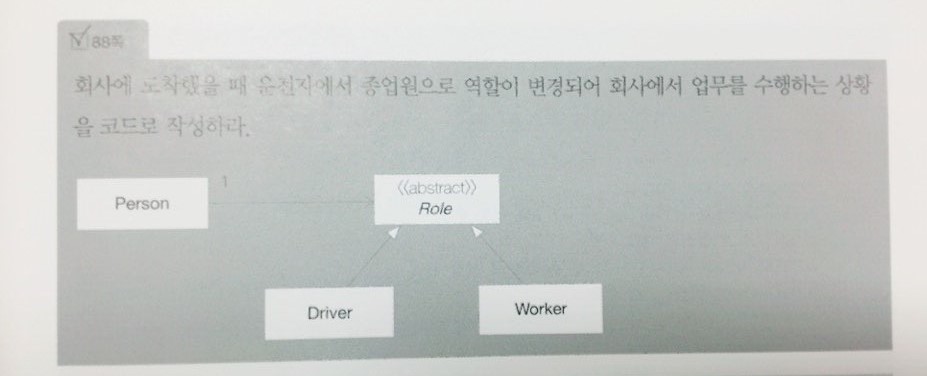 88쪽
회사에 도착했을 때 운전자에서 종업원으로 역할이 변경되어 회사에서 업무를 수행하는 상황
을 코드로 작성하라.
1
Person
《abstract》
Role
Driver
Worker